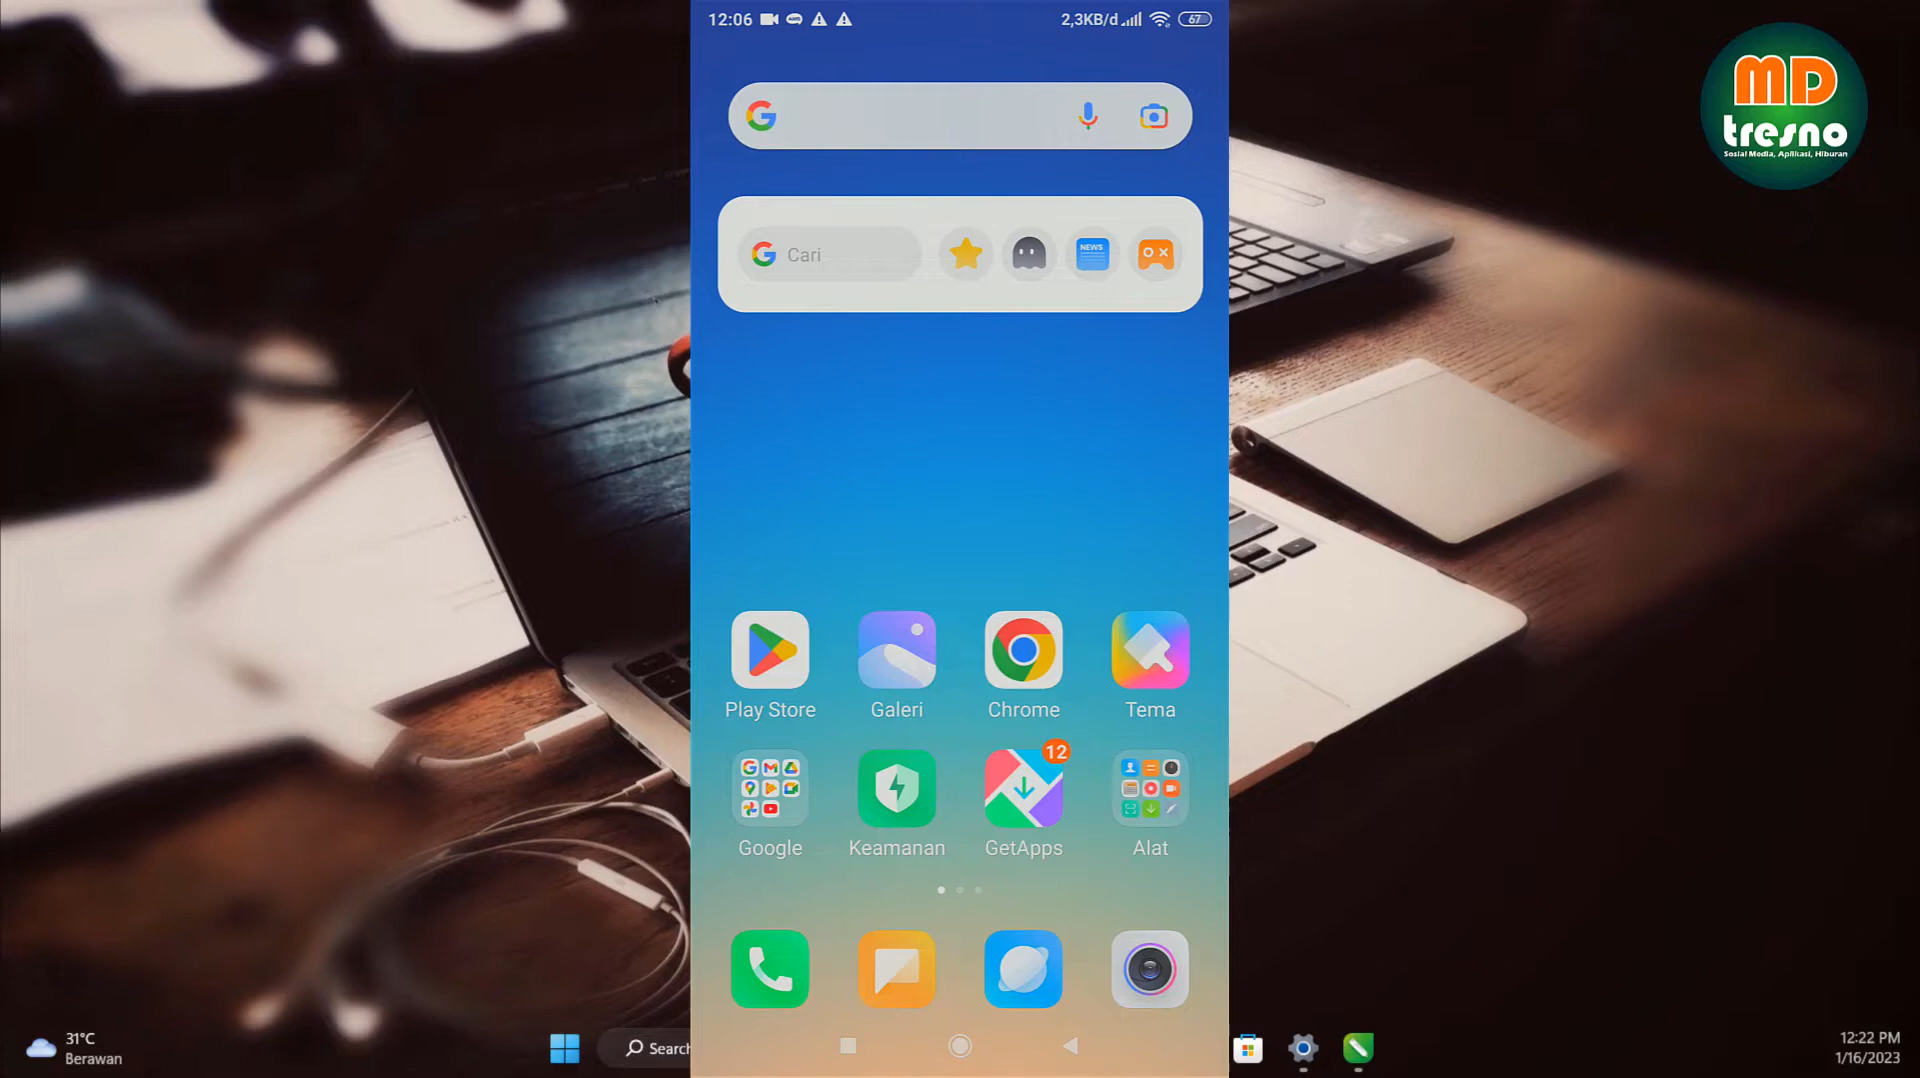 12:06
2,3KB/d
67
MD
tresno
Sosial Media, Aplikasi, Hiburan
Cari
NEWS
Play Store
Galeri
Chrome
Tema
12
Google
Keamanan
GetApps
Alat
31°C
Berawan
Search
12:22 PM
1/16/2023